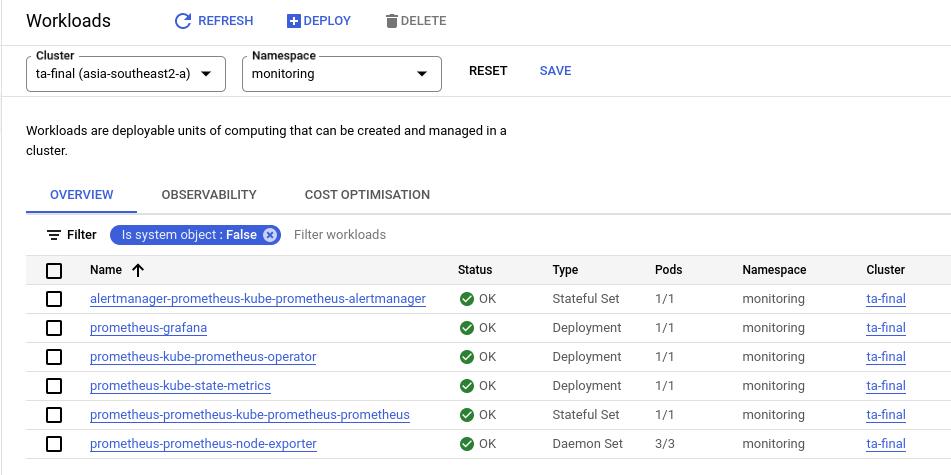 Workloads REFRESH DEPLOY DELETE
Cluster Namespace
ta-final (asia-southeast2-a) monitoring RESET SAVE
Workloads are deployable units of computing that can be created and managed in a
cluster.
OVERVIEW OBSERVABILITY COST OPTIMISATION
Filter Is system object : False Filter workloads
Name Status Type Pods Namespace Cluster
alertmanager-prometheus-kube-prometheus-alertmanager OK Stateful Set 1/1 monitoring ta-final
prometheus-grafana OK Deployment 1/1 monitoring ta-final
prometheus-kube-prometheus-operator OK Deployment 1/1 monitoring ta-final
prometheus-kube-state-metrics OK Deployment 1/1 monitoring ta-final
prometheus-prometheus-kube-prometheus-prometheus OK Stateful Set 1/1 monitoring ta-final
prometheus-prometheus-node-exporter OK Daemon Set 3/3 monitoring ta-final